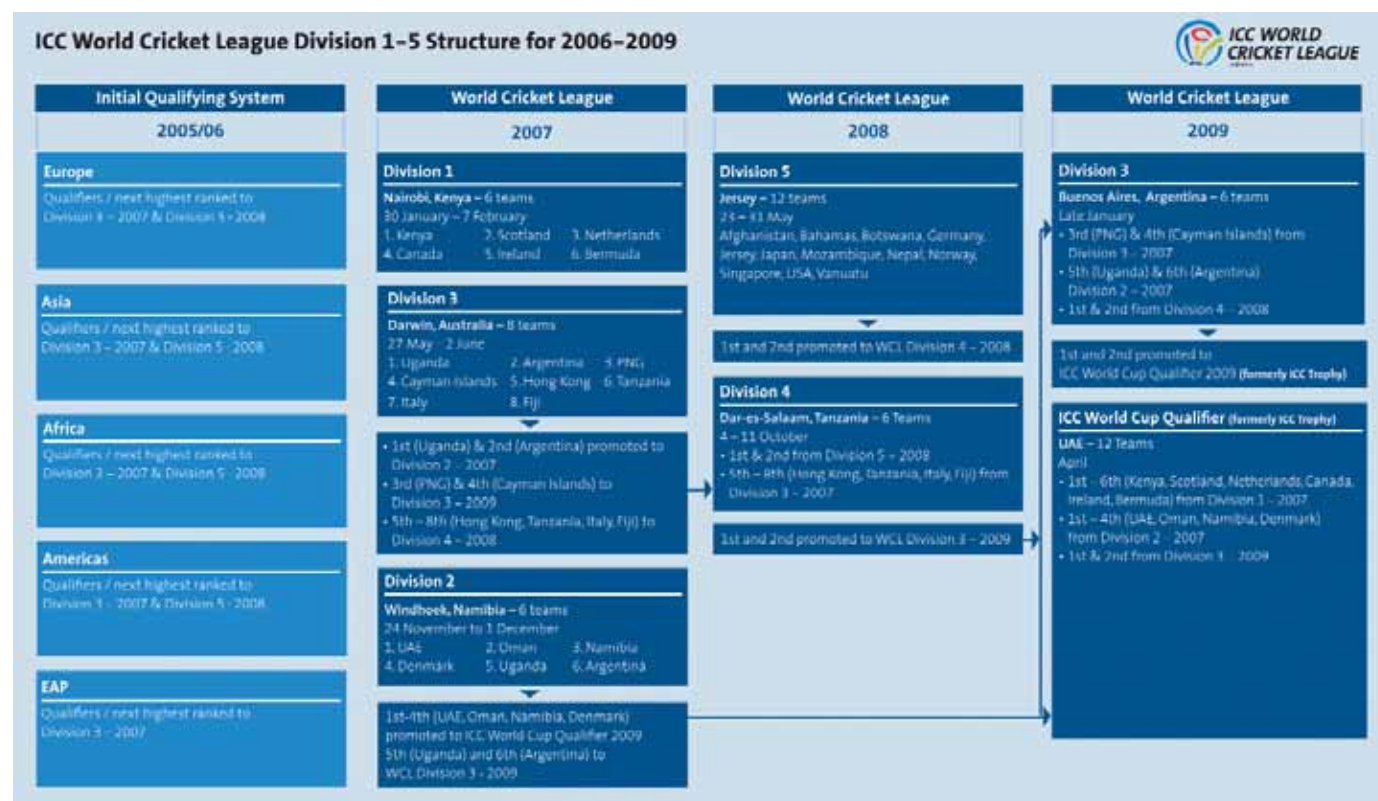 ICC World Cricket League Division 1–5 Structure for 2006–2009
ICC WORLD
CRICKET LEAGUE
Initial Qualifying System
2005/06
Europe
Qualifiers / next highest ranked to
Division 3 – 2007 & Division 5 - 2008
Asia
Qualifiers / next highest ranked to
Division 3 – 2007 & Division 5 - 2008
Africa
Qualifiers / next highest ranked to
Division 3 – 2007 & Division 5 - 2008
Americas
Qualifiers / next highest ranked to
Division 3 - 2007 & Division 5 - 2008
EAP
Qualifiers / next highest ranked to
Division 3 – 2007
World Cricket League
2007
Division 1
Nairobi, Kenya – 6 teams
30 January – 7 February
1. Kenya 2. Scotland 3. Netherlands
4. Canada 5. Ireland 6. Bermuda
Division 3
Darwin, Australia – 8 teams
27 May - 2 June
1. Uganda 2. Argentina 3. PNG
4. Cayman Islands 5. Hong Kong 6. Tanzania
7. Italy 8. Fiji
• 1st (Uganda) & 2nd (Argentina) promoted to
Division 2 - 2007
• 3rd (PNG) & 4th (Cayman Islands) to
Division 3 – 2009
• 5th – 8th (Hong Kong, Tanzania, Italy, Fiji) to
Division 4 – 2008
Division 2
Windhoek, Namibia – 6 teams
24 November to 1 December
1. UAE 2. Oman 3. Namibia
4. Denmark 5. Uganda 6. Argentina
1st-4th (UAE, Oman, Namibia, Denmark)
promoted to ICC World Cup Qualifier 2009
5th (Uganda) and 6th (Argentina) to
WCL Division 3 - 2009
World Cricket League
2008
Division 5
Jersey – 12 teams
23 – 31 May
Afghanistan, Bahamas, Botswana, Germany,
Jersey, Japan, Mozambique, Nepal, Norway,
Singapore, USA, Vanuatu
1st and 2nd promoted to WCL Division 4 – 2008
Division 4
Dar-es-Salaam, Tanzania – 6 Teams
4 – 11 October
• 1st & 2nd from Division 5 – 2008
• 5th – 8th (Hong Kong, Tanzania, Italy, Fiji) from
Division 3 - 2007
1st and 2nd promoted to WCL Division 3 – 2009
World Cricket League
2009
Division 3
Buenos Aires, Argentina – 6 teams
Late January
• 3rd (PNG) & 4th (Cayman Islands) from
Division 3 – 2007
• 5th (Uganda) & 6th (Argentina)
Division 2 – 2007
• 1st & 2nd from Division 4 - 2008
1st and 2nd promoted to
ICC World Cup Qualifier 2009 (formerly ICC Trophy)
ICC World Cup Qualifier (formerly ICC trophy)
UAE – 12 Teams
April
• 1st – 6th (Kenya, Scotland, Netherlands, Canada,
Ireland, Bermuda) from Division 1 - 2007
• 1st – 4th (UAE, Oman, Namibia, Denmark)
from Division 2 - 2007
• 1st & 2nd from Division 3 - 2009